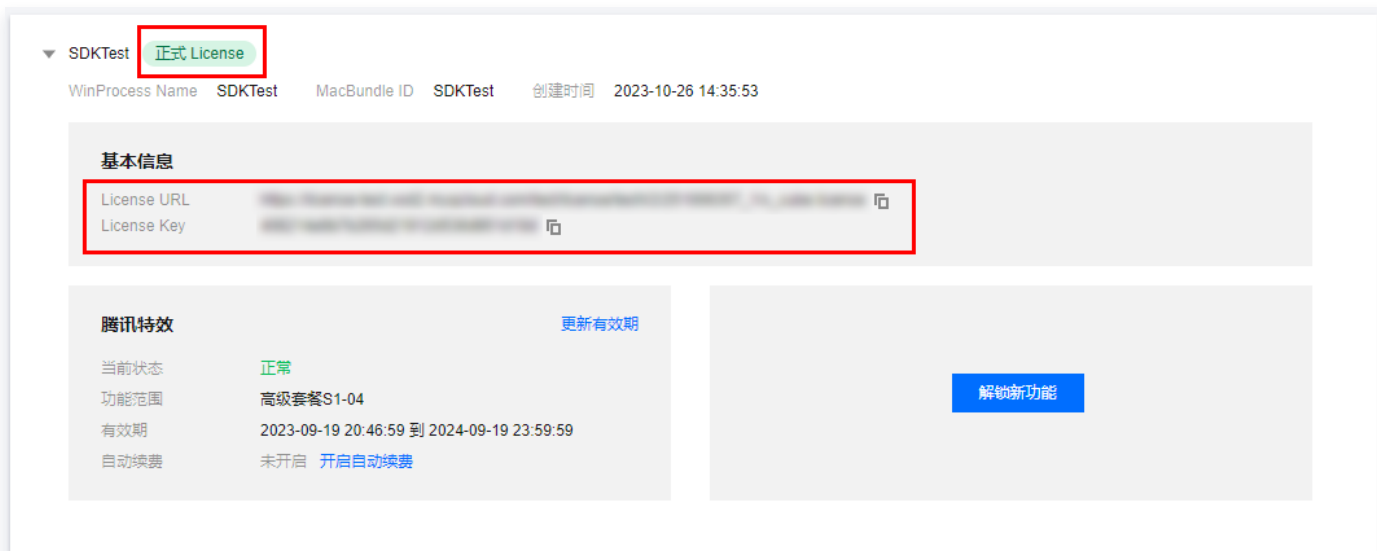 SDKTest 正式 License
WinProcess Name SDKTest MacBundle ID SDKTest 创建时间 2023-10-26 14:35:53
基本信息
License URL
License Key
腾讯特效 更新有效期
当前状态 正常
功能范围 高级套餐S1-04
有效期 2023-09-19 20:46:59 到 2024-09-19 23:59:59
自动续费 未开启 开启自动续费
解锁新功能